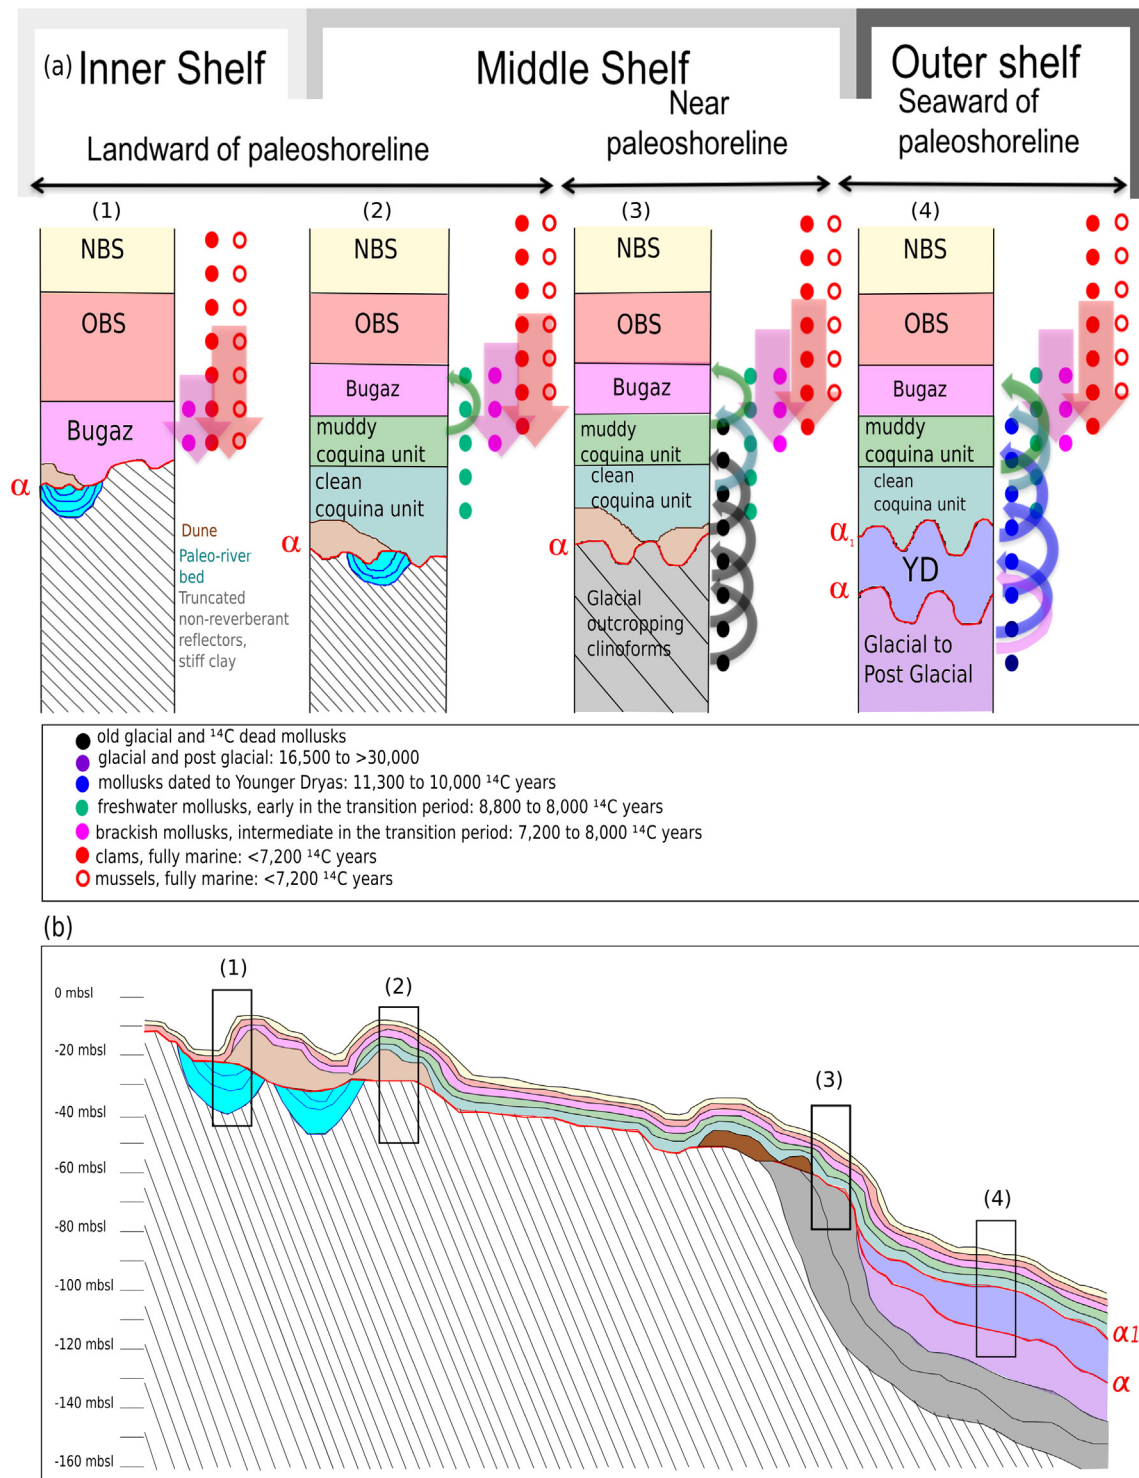 (a) Inner Shelf
Middle Shelf
Outer shelf
Landward of paleoshoreline
Near
paleoshoreline
Seaward of
paleoshoreline
(1)
(2)
(3)
(4)
NBS
OBS
Bugaz
α
Dune
Paleo-river
bed
Truncated
non-reverberant
reflectors,
stiff clay
NBS
OBS
Bugaz
muddy
coquina unit
clean
coquina unit
α
NBS
OBS
Bugaz
muddy
coquina unit
clean
coquina unit
α
Glacial
outcropping
clinoforms
NBS
OBS
Bugaz
muddy
coquina unit
clean
coquina unit
α₁
YD
α
Glacial to
Post Glacial
old glacial and ¹⁴C dead mollusks
glacial and post glacial: 16,500 to >30,000
mollusks dated to Younger Dryas: 11,300 to 10,000 ¹⁴C years
freshwater mollusks, early in the transition period: 8,800 to 8,000 ¹⁴C years
brackish mollusks, intermediate in the transition period: 7,200 to 8,000 ¹⁴C years
clams, fully marine: <7,200 ¹⁴C years
mussels, fully marine: <7,200 ¹⁴C years
(b)
(1)
(2)
(3)
(4)
0 mbsl
-20 mbsl
-40 mbsl
-60 mbsl
-80 mbsl
-100 mbsl
-120 mbsl
-140 mbsl
-160 mbsl
α1
α